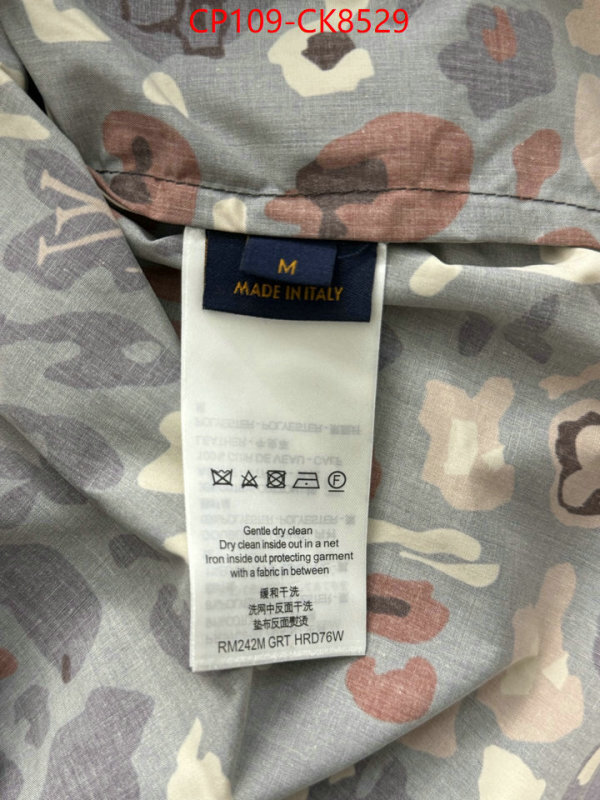 CP109-CK8529
M
MADE IN ITALY
F
Gentle dry clean
Dry clean inside out in a net
Iron inside out protecting garment
with a fabric in between
缓和干洗
洗网中反面干洗
垫布反面熨烫
RM242M GRT HRD76W